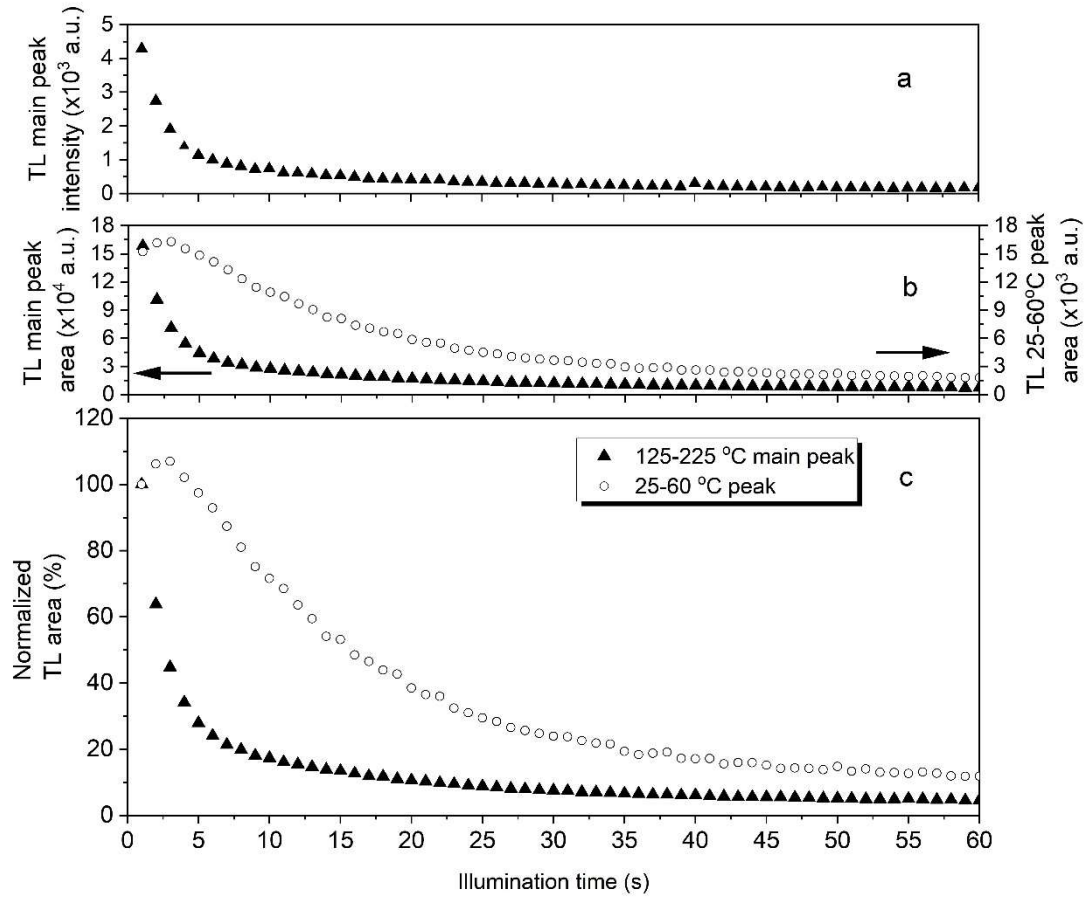 5
4
3
2
1
0
TL main peak
intensity (x10³ a.u.)
a
18
15
12
9
6
3
0
TL main peak
area (x10⁴ a.u.)
b
18
15
12
9
6
3
0
TL 25-60°C peak
area (x10³ a.u.)
120
100
80
60
40
20
0
Normalized
TL area (%)
125-225 °C main peak
25-60 °C peak
c
0 5 10 15 20 25 30 35 40 45 50 55 60
Illumination time (s)